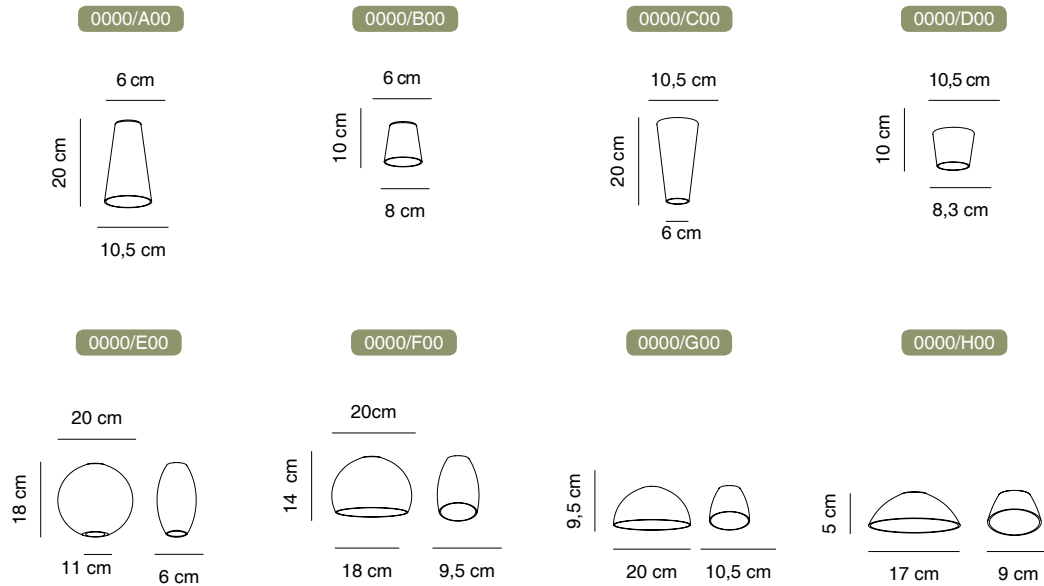 0000/A00
0000/B00
0000/C00
0000/D00
6 cm
20 cm
10,5 cm
6 cm
10 cm
8 cm
10,5 cm
20 cm
6 cm
10,5 cm
10 cm
8,3 cm
0000/E00
0000/F00
0000/G00
0000/H00
20 cm
18 cm
11 cm
6 cm
20cm
14 cm
18 cm
9,5 cm
9,5 cm
20 cm
10,5 cm
5 cm
17 cm
9 cm